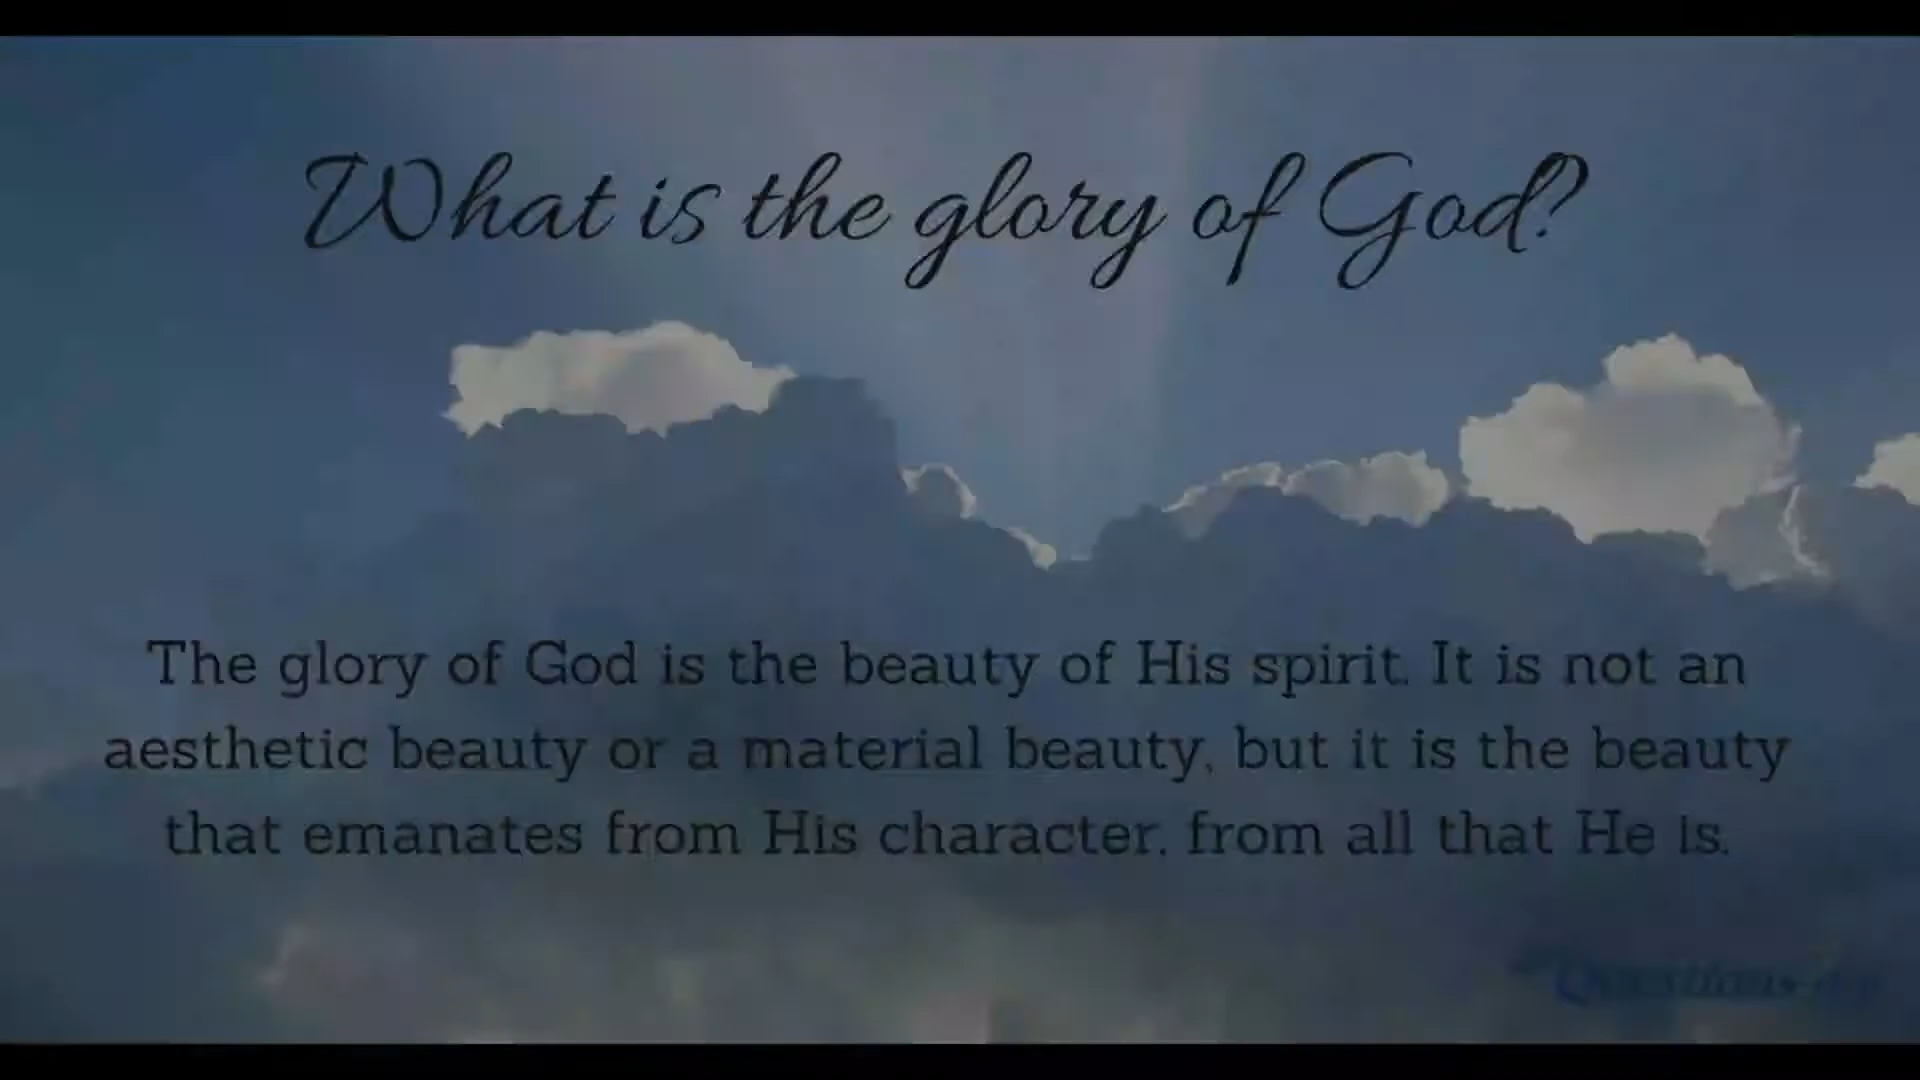 What is the glory of God?
The glory of God is the beauty of His spirit. It is not an
aesthetic beauty or a material beauty, but it is the beauty
that emanates from His character, from all that He is.